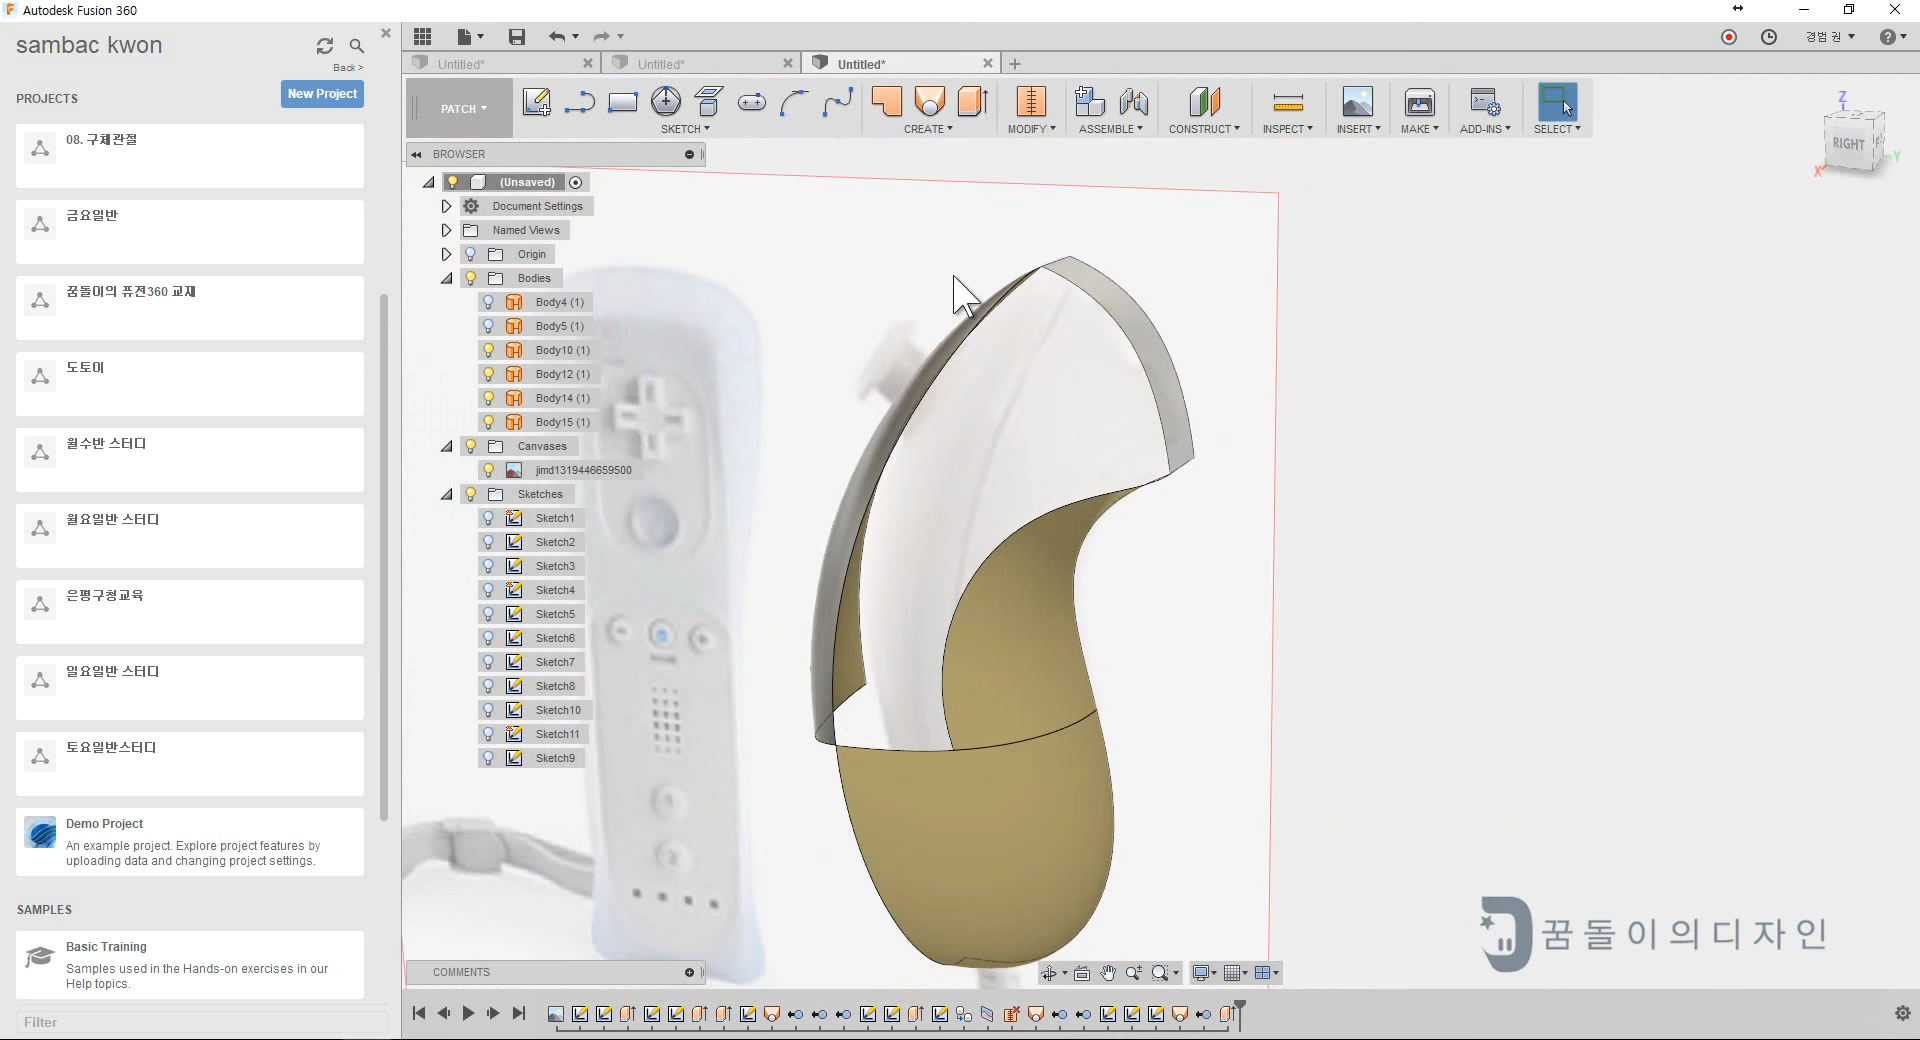 Autodesk Fusion 360
sambac kwon
Back >
PROJECTS
New Project
08. 구체관절
금요일반
꿈돌이의 퓨전360 교재
도토이
월수반 스터디
월요일반 스터디
은평구청교육
일요일반 스터디
토요일반스터디
Demo Project
An example project. Explore project features by
uploading data and changing project settings.
SAMPLES
Basic Training
Samples used in the Hands-on exercises in our
Help topics.
Filter
경범 권
Untitled*
Untitled*
Untitled*
PATCH
SKETCH
CREATE
MODIFY
ASSEMBLE
CONSTRUCT
INSPECT
INSERT
MAKE
ADD-INS
SELECT
Z
RIGHT
X
Y
BROWSER
(Unsaved)
Document Settings
Named Views
Origin
Bodies
Body4 (1)
Body5 (1)
Body10 (1)
Body12 (1)
Body14 (1)
Body15 (1)
Canvases
jimd1319446659500
Sketches
Sketch1
Sketch2
Sketch3
Sketch4
Sketch5
Sketch6
Sketch7
Sketch8
Sketch10
Sketch11
Sketch9
COMMENTS
꿈돌이의디자인